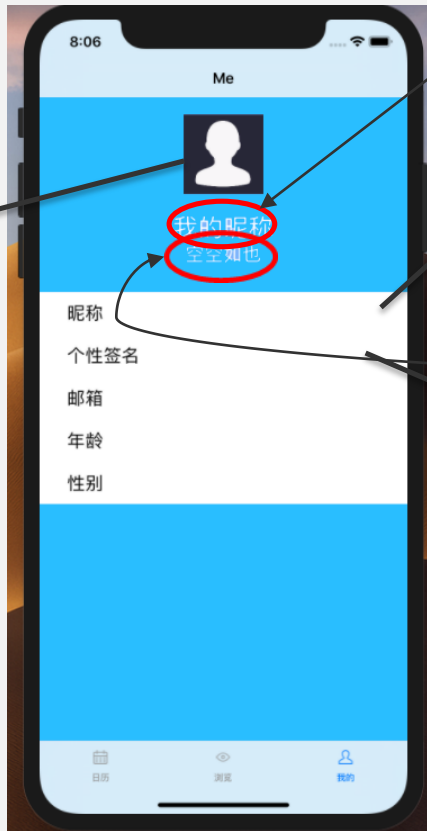 8:06
Me
我的昵称
空空如也
昵称
个性签名
邮箱
年龄
性别
日历 浏览 我的